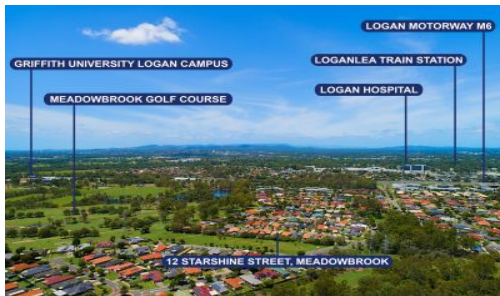 LOGAN MOTORWAY M6
GRIFFITH UNIVERSITY LOGAN CAMPUS
LOGANLEA TRAIN STATION
MEADOWBROOK GOLF COURSE
LOGAN HOSPITAL
12 STARSHINE STREET, MEADOWBROOK